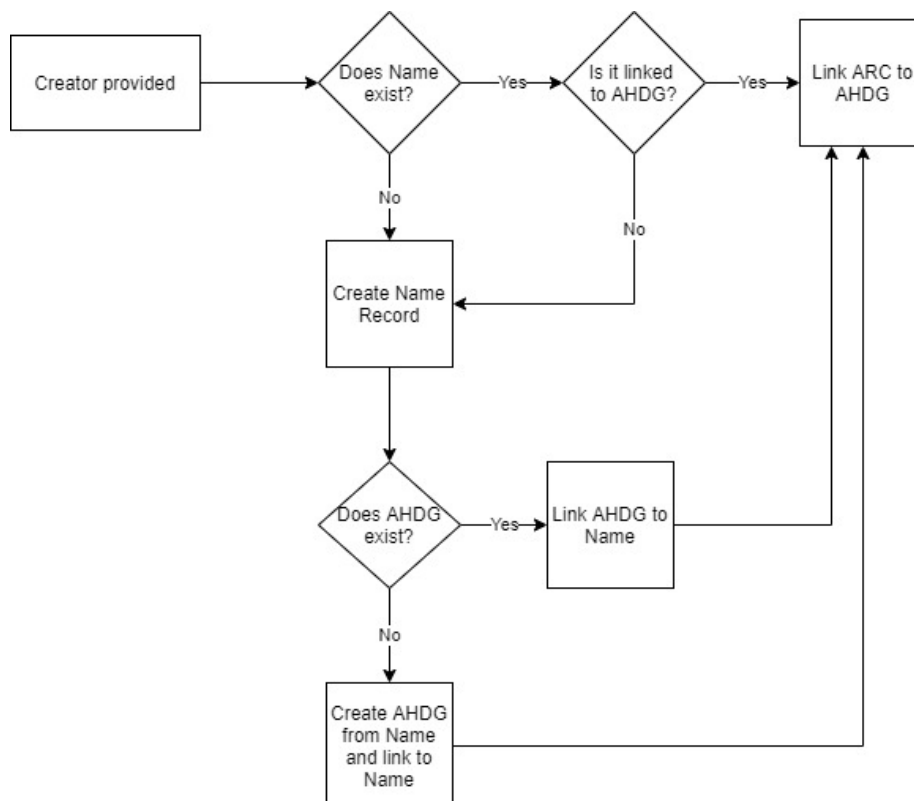 Creator provided
Does Name
exist?
Yes
Is it linked
to AHDG?
Yes
Link ARC to
AHDG
No
No
Create Name
Record
Does AHDG
exist?
Yes
Link AHDG to
Name
No
Create AHDG
from Name
and link to
Name